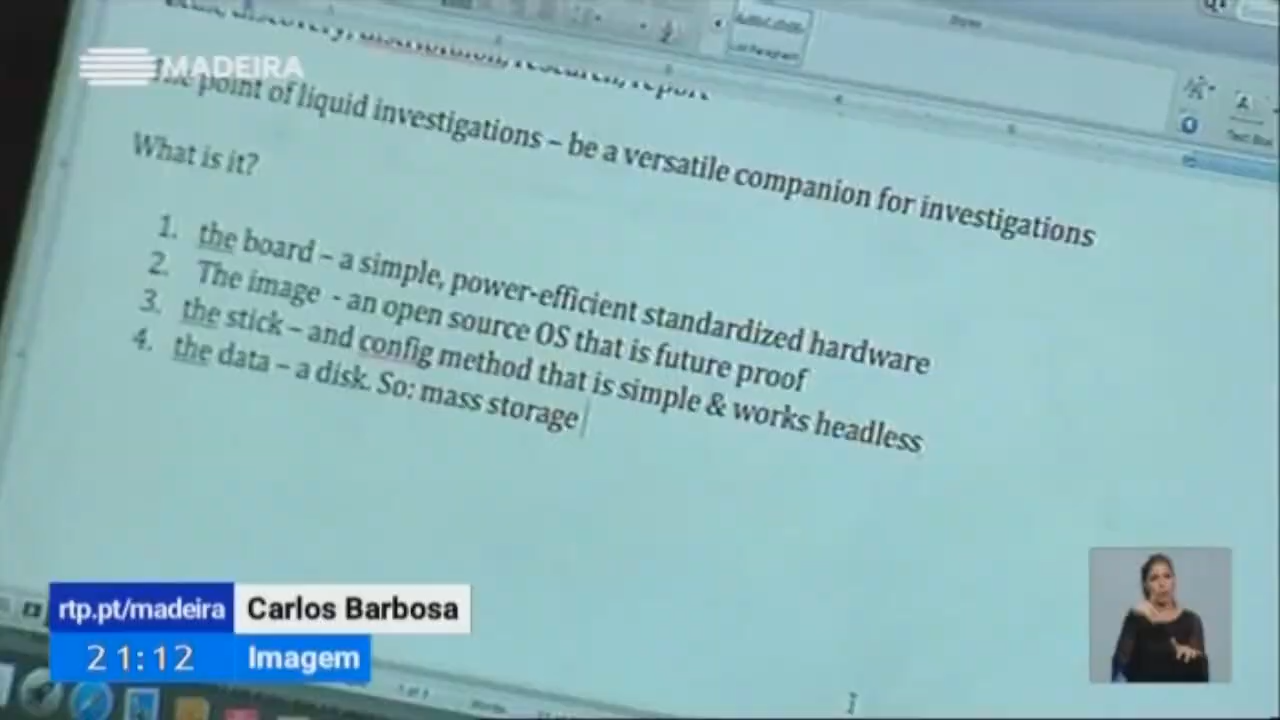 MADEIRA
research, report
The point of liquid investigations – be a versatile companion for investigations
What is it?
1. the board – a simple, power-efficient standardized hardware
2. The image - an open source OS that is future proof
3. the stick – and config method that is simple & works headless
4. the data – a disk. So: mass storage
rtp.pt/madeira Carlos Barbosa
21:12 Imagem